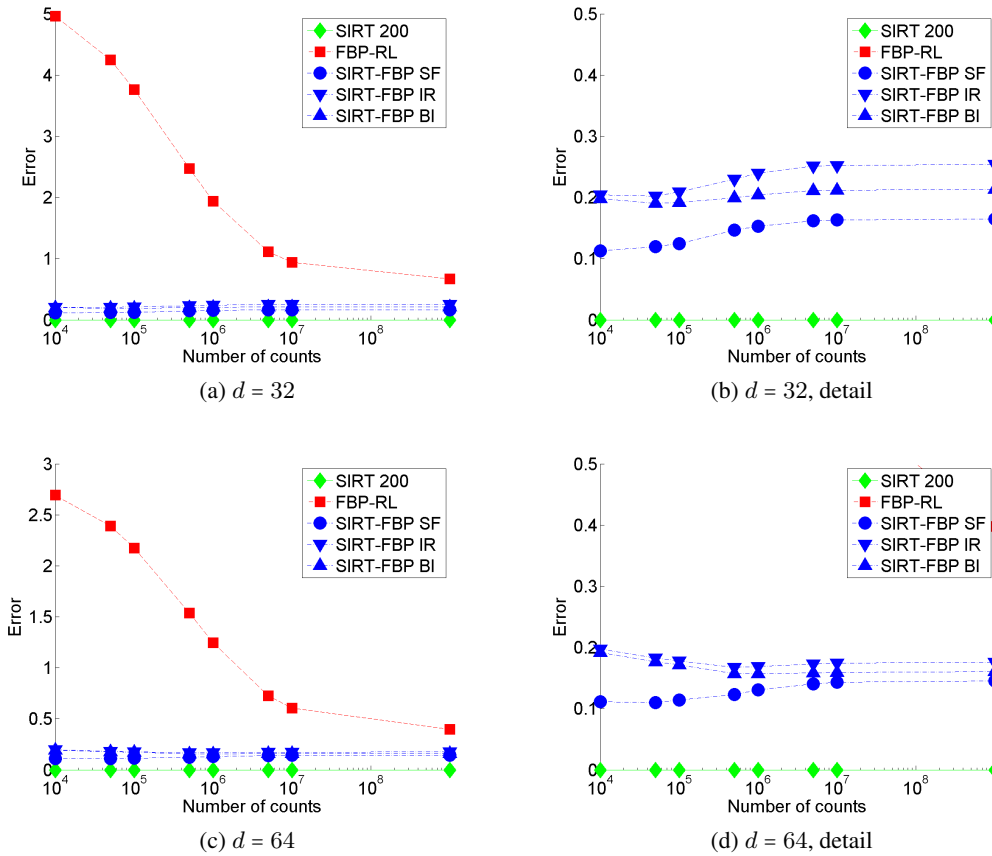 5
4
3
2
1
0
Error
10^4
10^5
10^6
10^7
10^8
Number of counts
SIRT 200
FBP-RL
SIRT-FBP SF
SIRT-FBP IR
SIRT-FBP BI
(a) d = 32
0.5
0.4
0.3
0.2
0.1
0
Error
10^4
10^5
10^6
10^7
10^8
Number of counts
SIRT 200
FBP-RL
SIRT-FBP SF
SIRT-FBP IR
SIRT-FBP BI
(b) d = 32, detail
3
2.5
2
1.5
1
0.5
0
Error
10^4
10^5
10^6
10^7
10^8
Number of counts
SIRT 200
FBP-RL
SIRT-FBP SF
SIRT-FBP IR
SIRT-FBP BI
(c) d = 64
0.5
0.4
0.3
0.2
0.1
0
Error
10^4
10^5
10^6
10^7
10^8
Number of counts
SIRT 200
FBP-RL
SIRT-FBP SF
SIRT-FBP IR
SIRT-FBP BI
(d) d = 64, detail